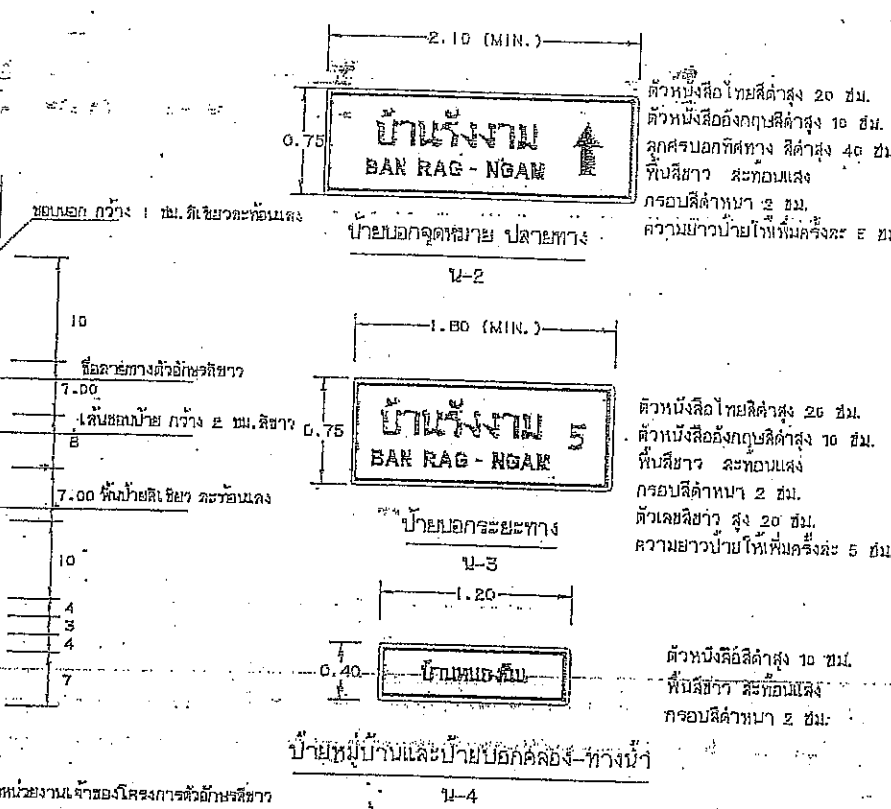 2.10 (MIN.)
0.75
บ้านรังงาม
BAN RAG - NGAM
ตัวหนังสือไทยสีดำสูง 20 ซม.
ตัวหนังสืออังกฤษสีดำสูง 10 ซม.
ลูกศรบอกทิศทาง สีดำสูง 40 ซม
พื้นสีขาว สะท้อนแสง
กรอบสีดำหนา 2 ซม.
ความยาวป้ายให้เพิ่มครั้งละ 5 ซม
ป้ายบอกจุดหมาย ปลายทาง
น-2
ขอบนอก กว้าง 1 ซม.สีเขียวสะท้อนแสง
10
ชื่อสายทางตัวอักษรสีขาว
7.00
เส้นขอบป้าย กว้าง 2 ซม.สีขาว
8
7.00 พื้นป้ายสีเขียว สะท้อนแสง
10
4
3
4
7
1.80 (MIN.)
0.75
บ้านรังงาม 5
BAN RAG - NGAM
ตัวหนังสือไทยสีดำสูง 20 ซม.
ตัวหนังสืออังกฤษสีดำสูง 10 ซม.
พื้นสีขาว สะท้อนแสง
กรอบสีดำหนา 2 ซม.
ตัวเลขสีขาว สูง 20 ซม.
ความยาวป้ายให้เพิ่มครั้งละ 5 ซม
ป้ายบอกระยะทาง
น-3
1.20
0.40
ตัวหนังสือสีดำสูง 10 ซม.
พื้นสีขาว สะท้อนแสง
กรอบสีดำหนา 2 ซม.
ป้ายหมู่บ้านและป้ายบอกคลอง-ทางน้ำ
น-4
หน่วยงานเจ้าของโครงการตัวอักษรสีขาว